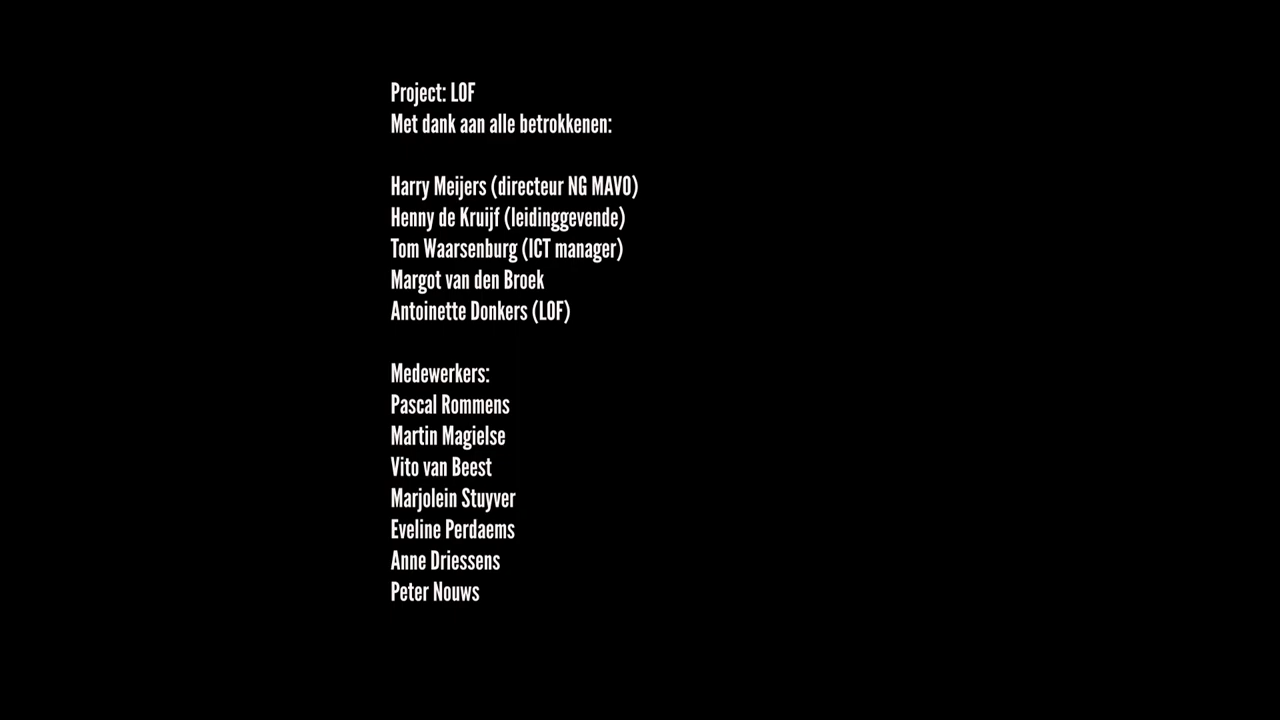 Project: LOF
Met dank aan alle betrokkenen:
Harry Meijers (directeur NG MAVO)
Henny de Kruijf (leidinggevende)
Tom Waarsenburg (ICT manager)
Margot van den Broek
Antoinette Donkers (LOF)
Medewerkers:
Pascal Rommens
Martin Magielse
Vito van Beest
Marjolein Stuyver
Eveline Perdaems
Anne Driessens
Peter Nouws